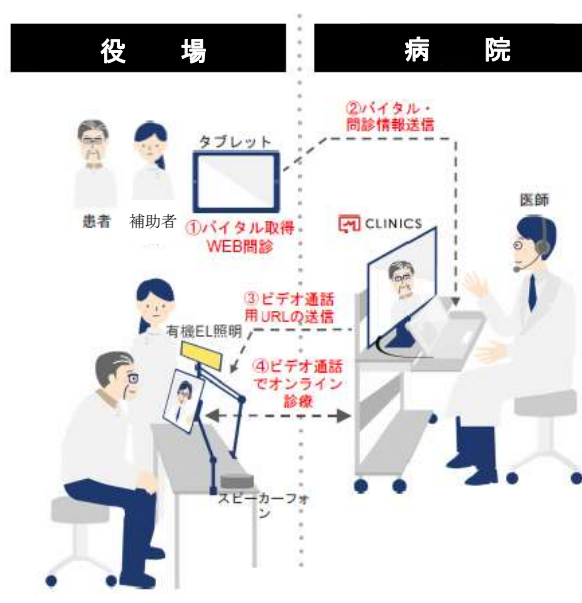 役　場
病　院
②バイタル・
問診情報送信
タブレット
医師
患者
補助者
①バイタル取得
WEB問診
CLINICS
③ビデオ通話
用URLの送信
有機EL照明
④ビデオ通話
でオンライン
診療
スピーカーフォ
ン